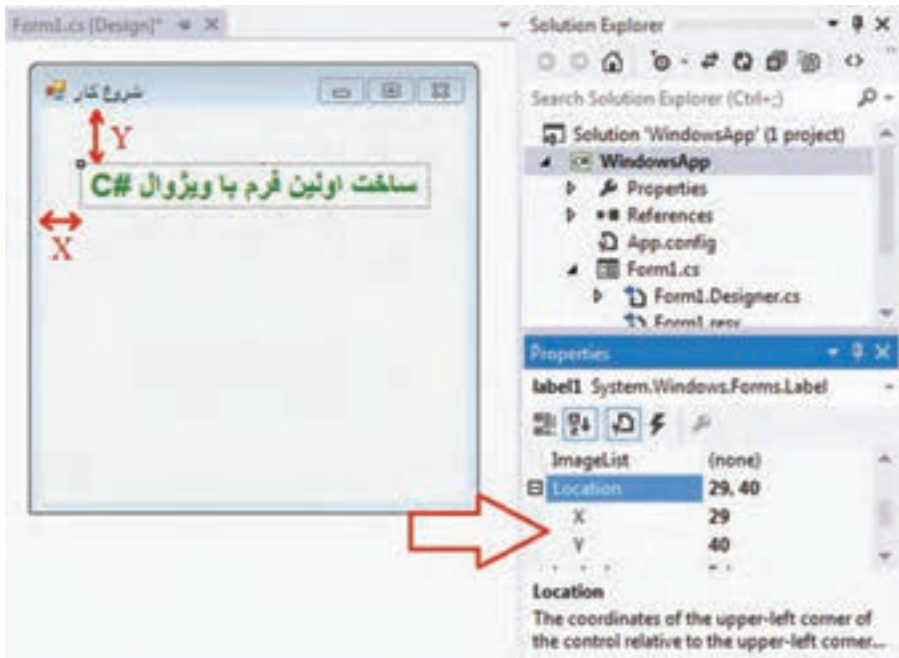 Form1.cs [Design]*
شروع کار
Y
ساخت اولین فرم با ویژوال C#
X
Solution Explorer
Search Solution Explorer (Ctrl+;)
Solution 'WindowsApp' (1 project)
WindowsApp
Properties
References
App.config
Form1.cs
Form1.Designer.cs
Form1.resx
Properties
label1 System.Windows.Forms.Label
ImageList (none)
Location 29, 40
X 29
Y 40
Location
The coordinates of the upper-left corner of
the control relative to the upper-left corner...